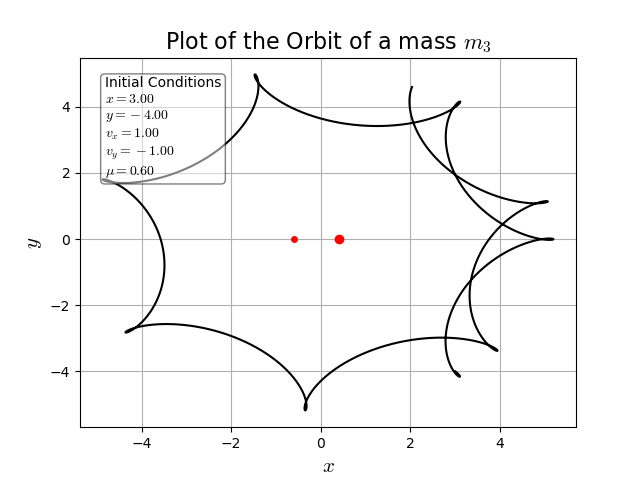 Plot of the Orbit of a mass m₃
Initial Conditions
x = 3.00
y = −4.00
vₓ = 1.00
v_y = −1.00
μ = 0.60
4
2
0
−2
−4
y
−4
−2
0
2
4
x